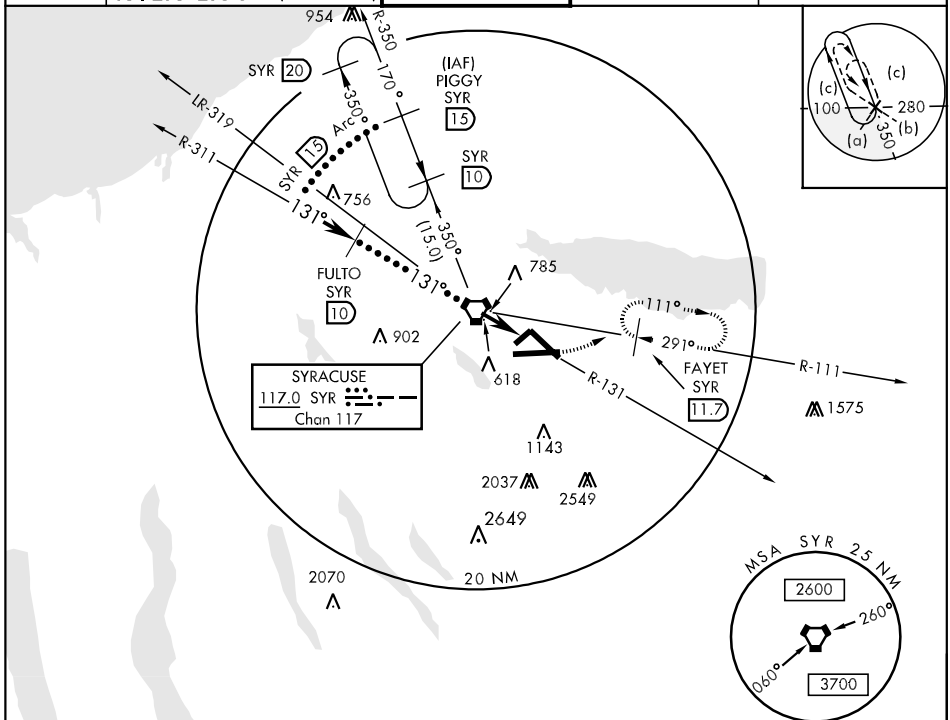 954
R-350
SYR 20
(IAF)
PIGGY
SYR
15
170°
350°
Arc
SYR 15
SYR
10
LR-319
R-311
131°
756
350°
(15.0)
FULTO
SYR
10
131°
785
902
618
111°
291°
FAYET
SYR
11.7
R-111
R-131
SYRACUSE
117.0 SYR
Chan 117
1575
1143
2037
2549
2649
2070
20 NM
(c)
(c)
100
280
(a)
(b)
350
MSA SYR 25 NM
2600
260°
060°
3700